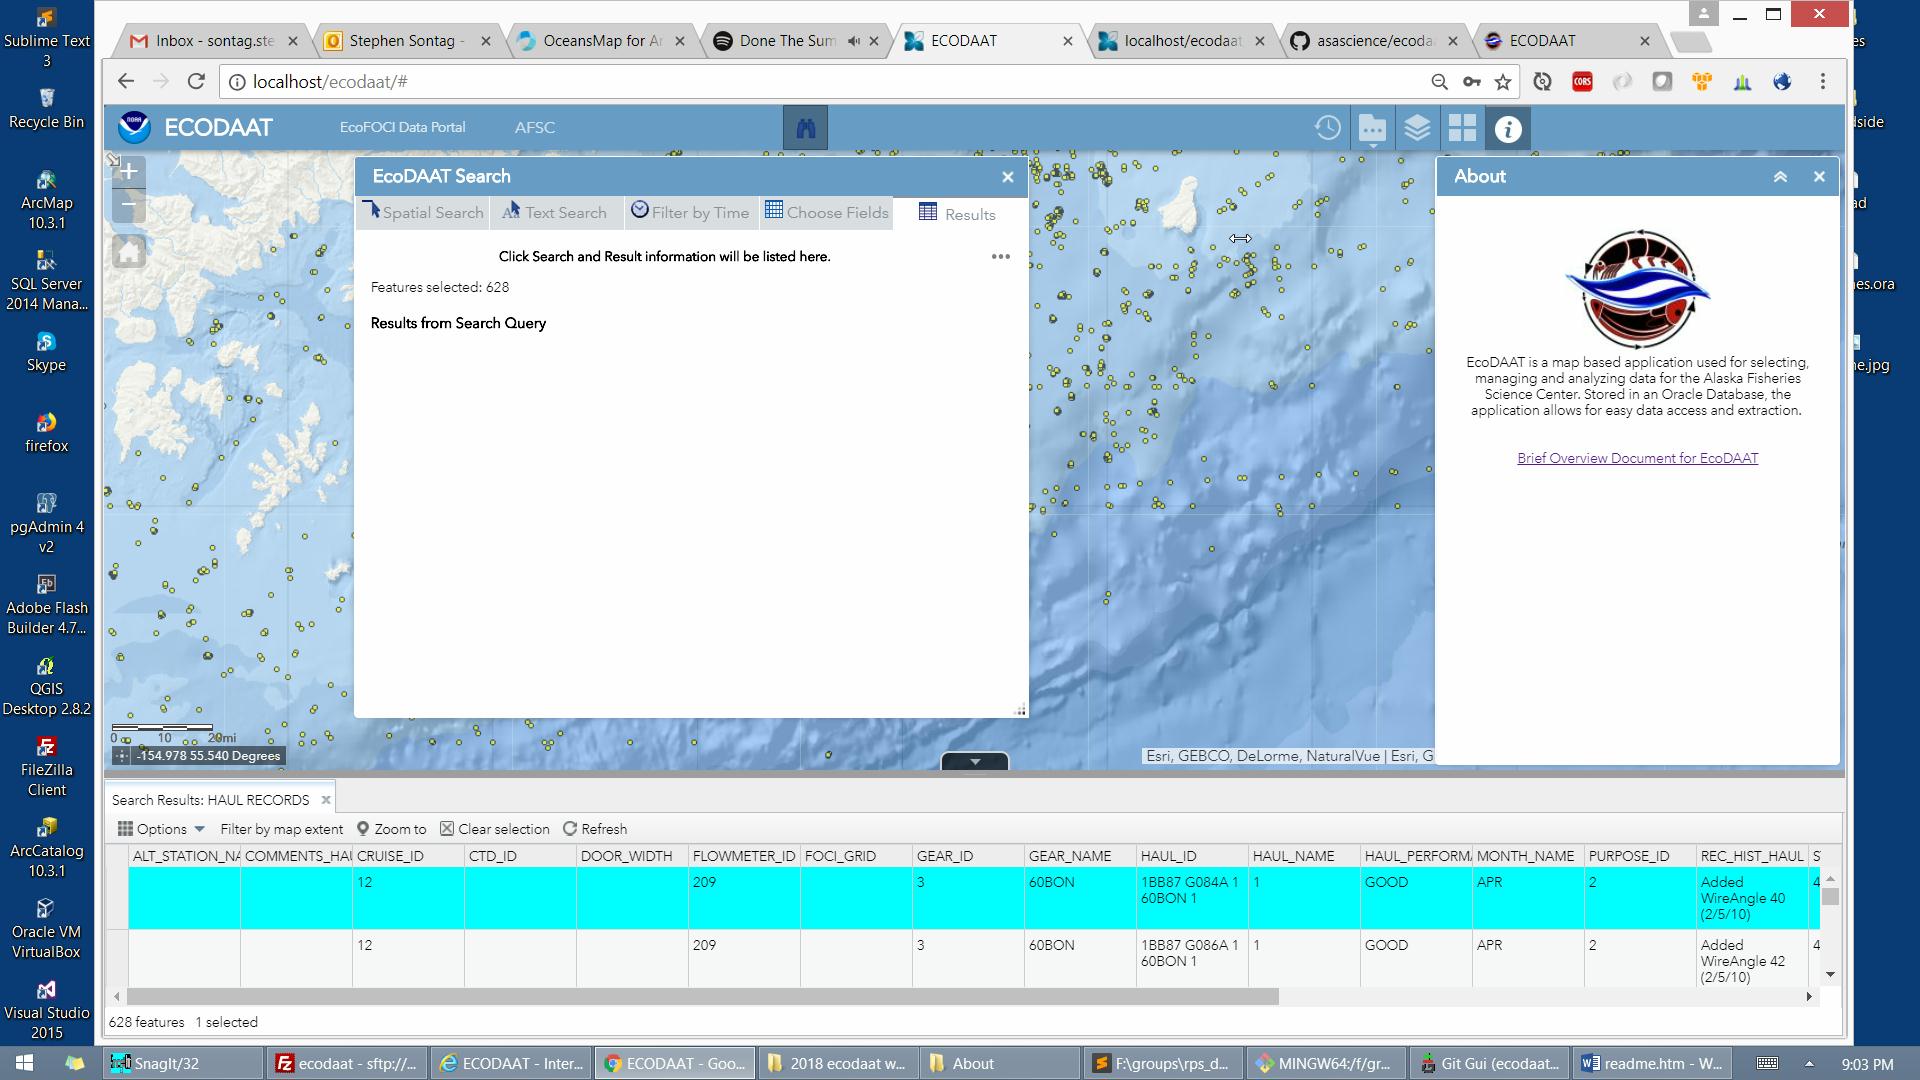 Sublime Text
3
Recycle Bin
ArcMap
10.3.1
SQL Server
2014 Mana...
Skype
firefox
pgAdmin 4
v2
Adobe Flash
Builder 4.7...
QGIS
Desktop 2.8.2
FileZilla
Client
ArcCatalog
10.3.1
Oracle VM
VirtualBox
Visual Studio
2015
Inbox - sontag.ste
Stephen Sontag -
OceansMap for Ar
Done The Sum
ECODAAT
localhost/ecodaat
asascience/ecoda
ECODAAT
localhost/ecodaat/#
CORS
NOAA
ECODAAT
EcoFOCI Data Portal
AFSC
EcoDAAT Search
Spatial Search
Text Search
Filter by Time
Choose Fields
Results
Click Search and Result information will be listed here.
Features selected: 628
Results from Search Query
About
EcoDAAT is a map based application used for selecting,
managing and analyzing data for the Alaska Fisheries
Science Center. Stored in an Oracle Database, the
application allows for easy data access and extraction.
Brief Overview Document for EcoDAAT
0 10 20mi
-154.978 55.540 Degrees
Esri, GEBCO, DeLorme, NaturalVue | Esri, G
Search Results: HAUL RECORDS
Options Filter by map extent Zoom to Clear selection Refresh
ALT_STATION_NA COMMENTS_HAU CRUISE_ID CTD_ID DOOR_WIDTH FLOWMETER_ID FOCI_GRID GEAR_ID GEAR_NAME HAUL_ID HAUL_NAME HAUL_PERFORMA MONTH_NAME PURPOSE_ID REC_HIST_HAUL S
12 209 3 60BON 1BB87 G084A 1 1 GOOD APR 2 Added 4
60BON 1 WireAngle 40
(2/5/10)
12 209 3 60BON 1BB87 G086A 1 1 GOOD APR 2 Added 4
60BON 1 WireAngle 42
(2/5/10)
628 features 1 selected
es
dside
ad
nes.ora
ne.jpg
SnagIt/32
ecodaat - sftp://...
ECODAAT - Inter...
ECODAAT - Goo...
2018 ecodaat w...
About
F:\groups\rps_d...
MINGW64:/f/gr...
Git Gui (ecodaat...
readme.htm - W...
9:03 PM